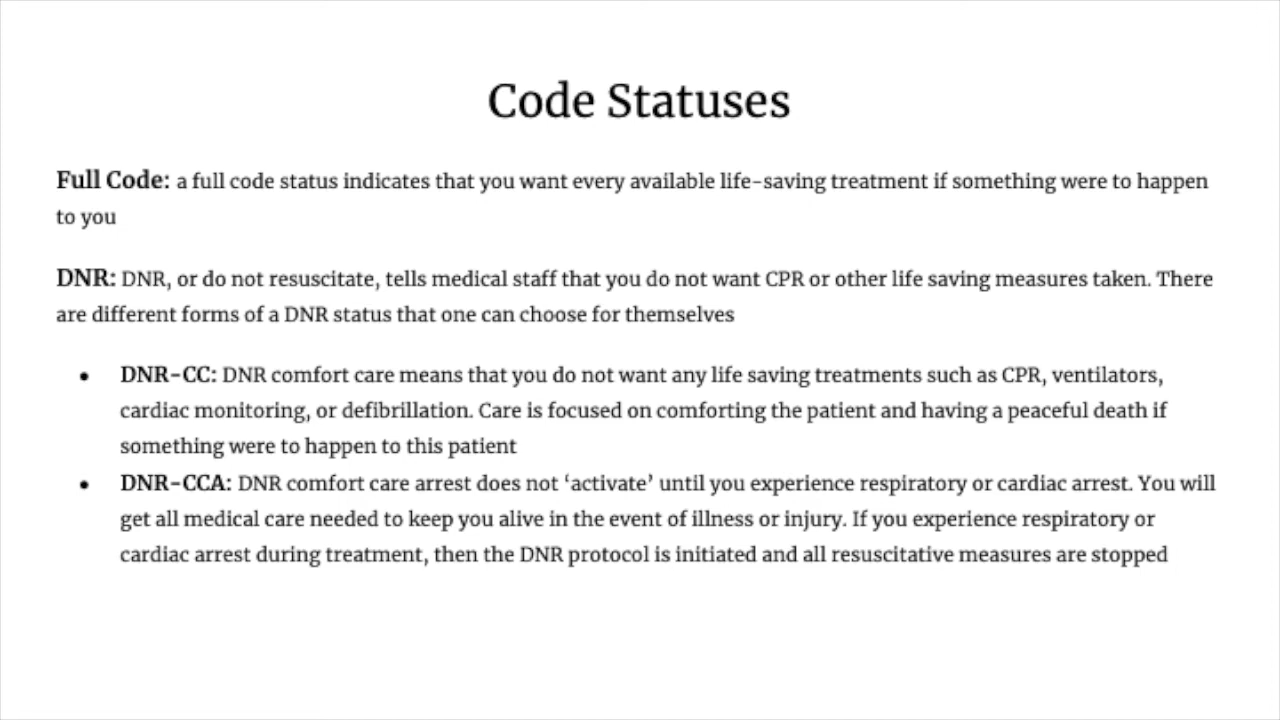 Code Statuses
Full Code: a full code status indicates that you want every available life-saving treatment if something were to happen
to you
DNR: DNR, or do not resuscitate, tells medical staff that you do not want CPR or other life saving measures taken. There
are different forms of a DNR status that one can choose for themselves
• DNR-CC: DNR comfort care means that you do not want any life saving treatments such as CPR, ventilators,
cardiac monitoring, or defibrillation. Care is focused on comforting the patient and having a peaceful death if
something were to happen to this patient
• DNR-CCA: DNR comfort care arrest does not ‘activate’ until you experience respiratory or cardiac arrest. You will
get all medical care needed to keep you alive in the event of illness or injury. If you experience respiratory or
cardiac arrest during treatment, then the DNR protocol is initiated and all resuscitative measures are stopped